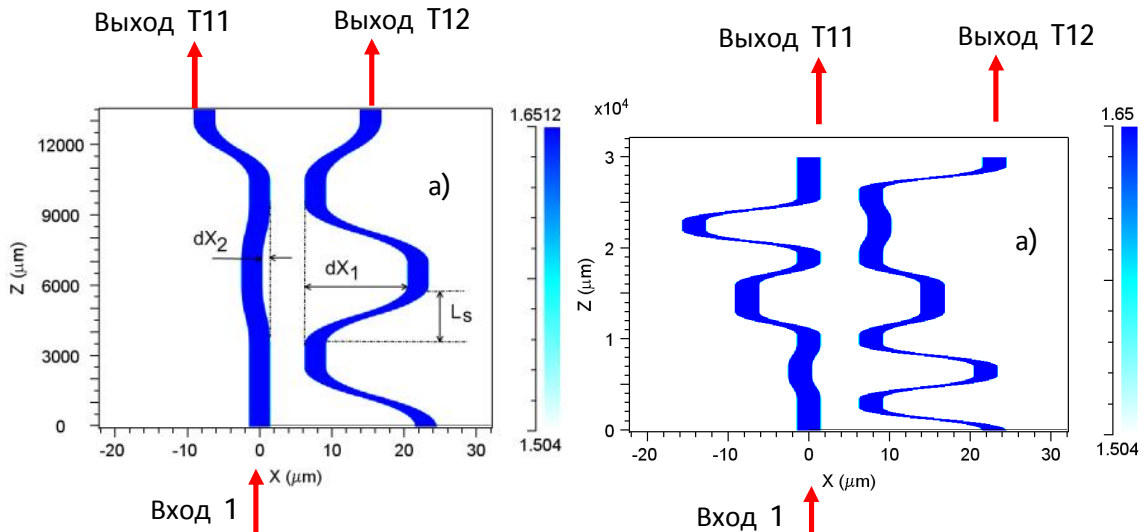 Выход T11
Выход T12
1.6512
12000
9000
6000
3000
0
Z (μm)
a)
dX2
dX1
Ls
-20
-10
0
10
20
30
X (μm)
1.504
Вход 1
Выход T11
Выход T12
x10^4
1.65
3
2
1
0
Z (μm)
a)
-20
-10
0
10
20
30
X (μm)
1.504
Вход 1